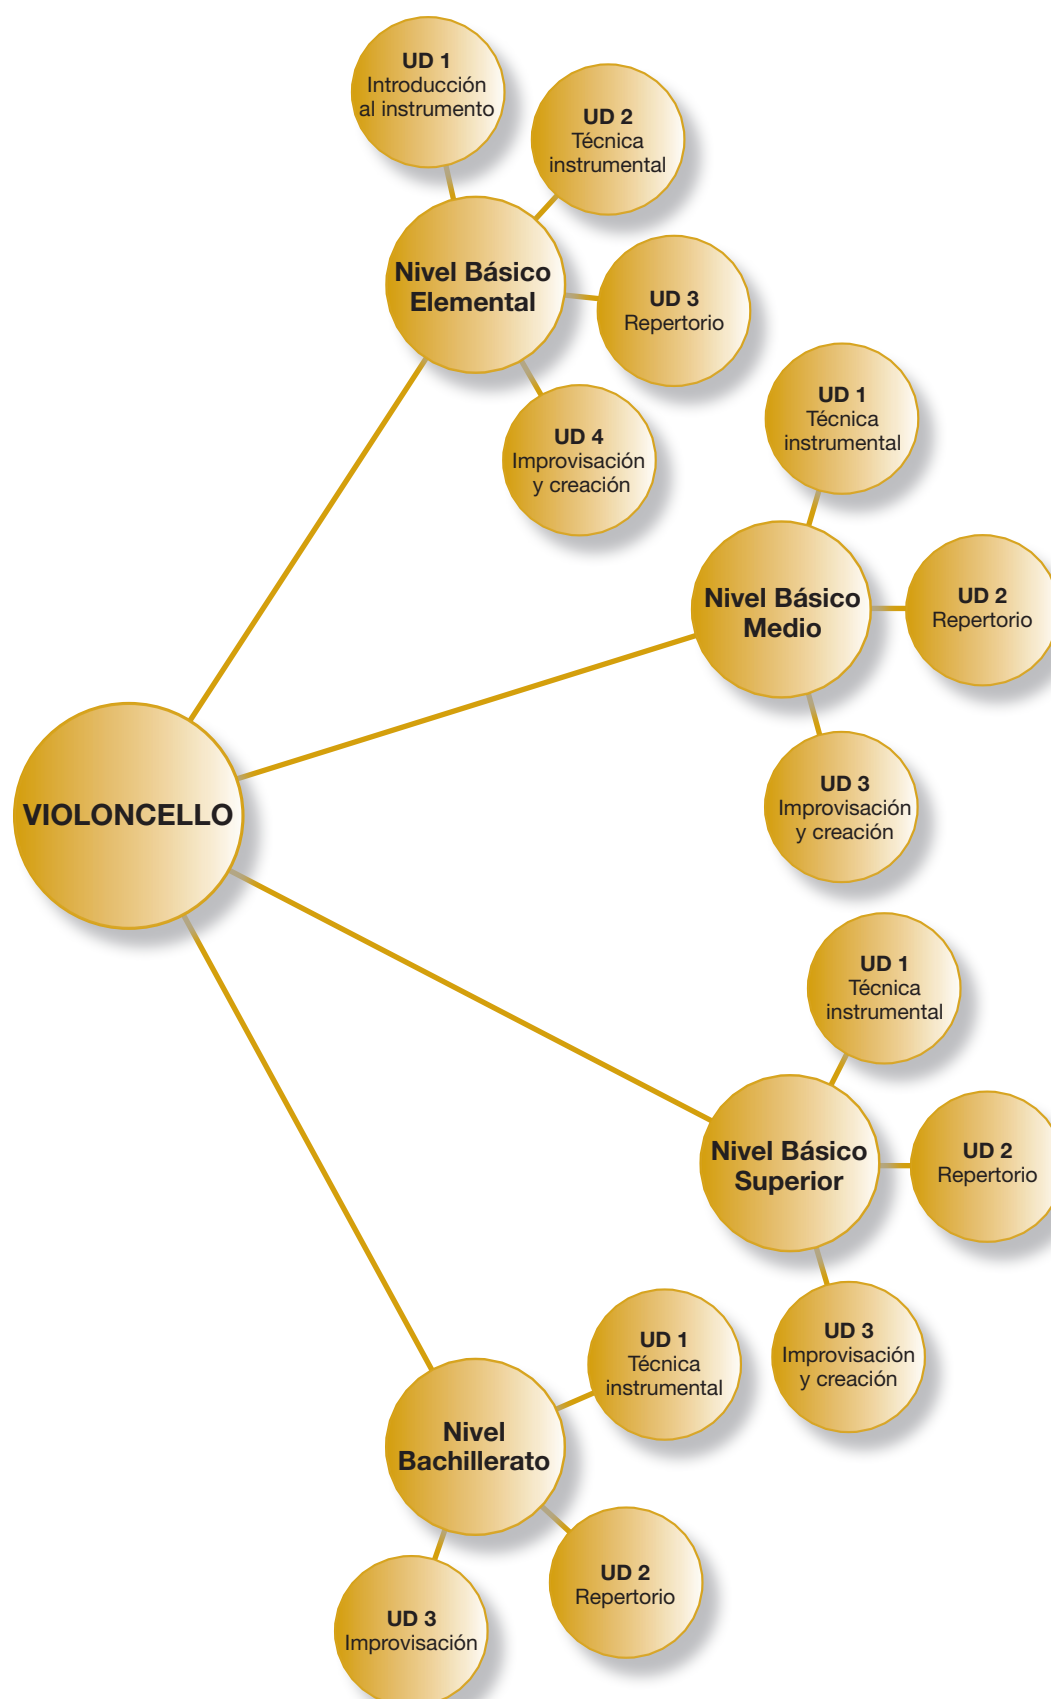 UD 1
Introducción
al instrumento
UD 2
Técnica
instrumental
Nivel Básico
Elemental
UD 3
Repertorio
UD 4
Improvisación
y creación
UD 1
Técnica
instrumental
Nivel Básico
Medio
UD 2
Repertorio
UD 3
Improvisación
y creación
VIOLONCELLO
UD 1
Técnica
instrumental
Nivel Básico
Superior
UD 2
Repertorio
UD 3
Improvisación
y creación
UD 1
Técnica
instrumental
Nivel
Bachillerato
UD 2
Repertorio
UD 3
Improvisación